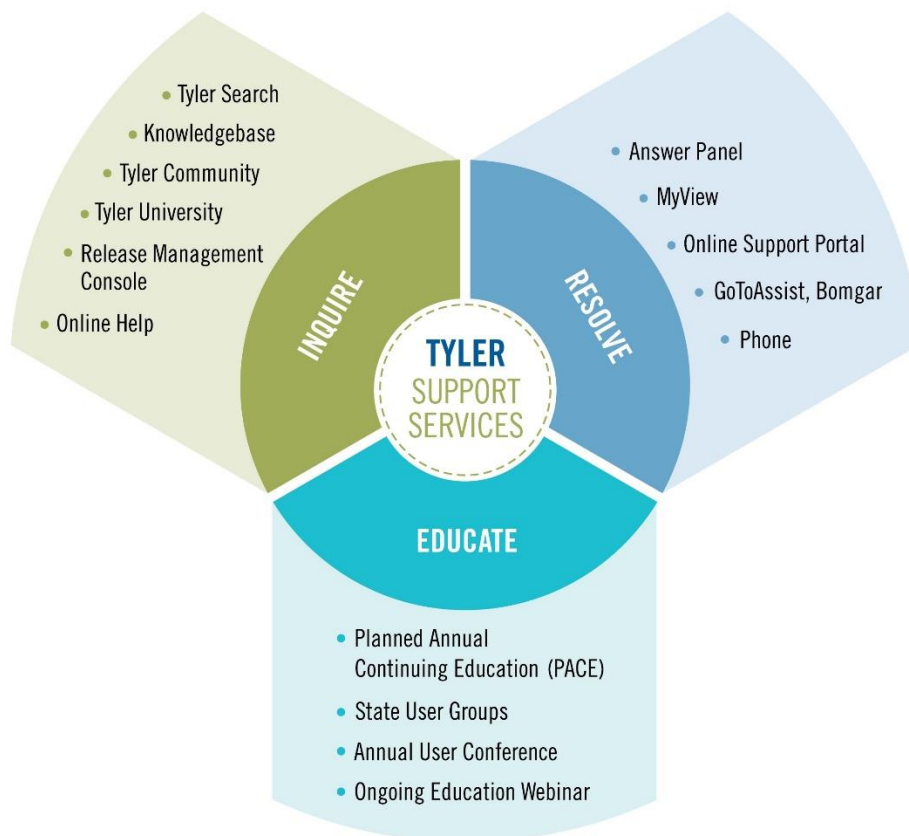 Tyler Search
Knowledgebase
Tyler Community
Tyler University
Release Management
Console
Online Help
INQUIRE
Answer Panel
MyView
Online Support Portal
GoToAssist, Bomgar
Phone
RESOLVE
TYLER
SUPPORT
SERVICES
EDUCATE
Planned Annual
Continuing Education (PACE)
State User Groups
Annual User Conference
Ongoing Education Webinar